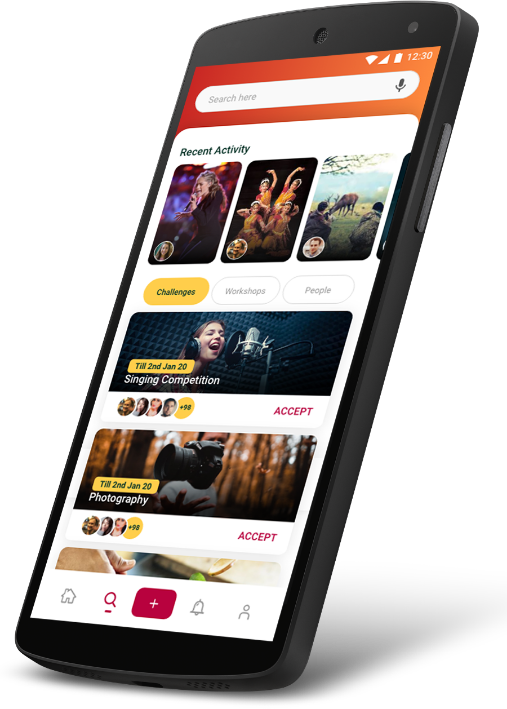 12:30
Search here
Recent Activity
Challenges
Workshops
People
Till 2nd Jan 20
Singing Competition
+98
ACCEPT
Till 2nd Jan 20
Photography
+98
ACCEPT